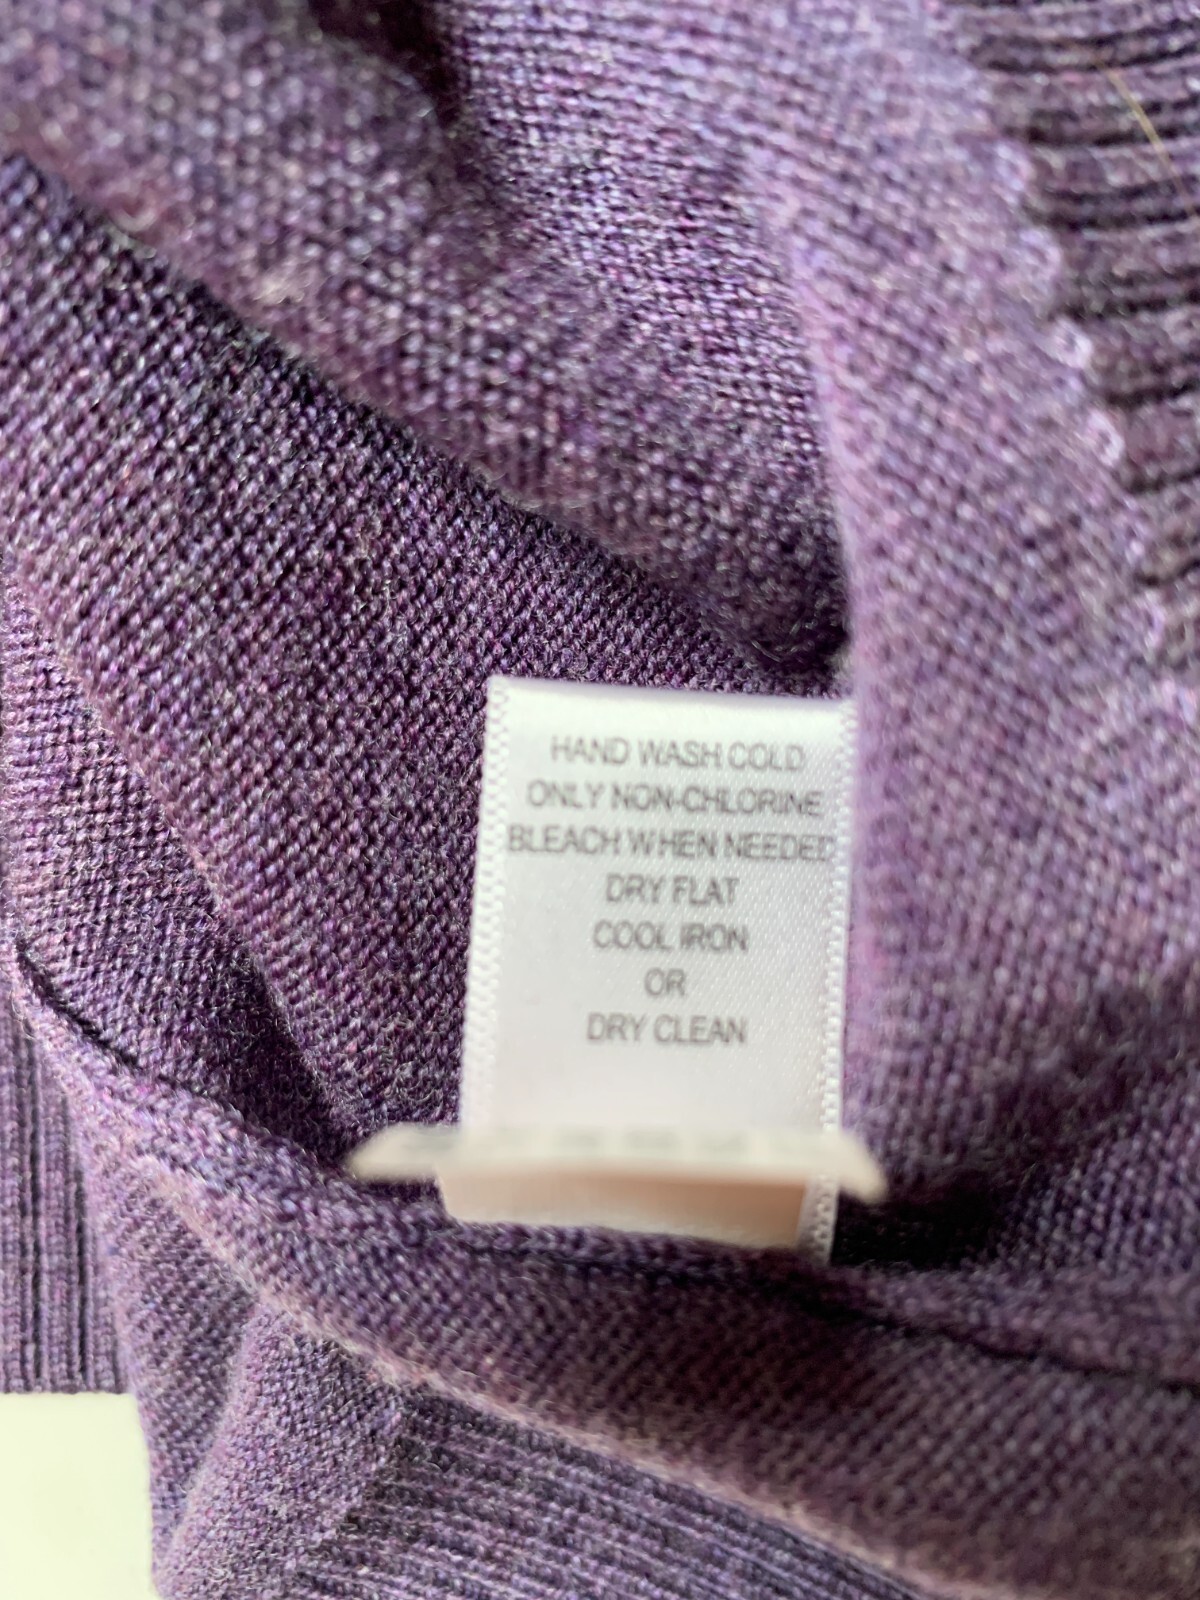 HAND WASH COLD
ONLY NON-CHLORINE
BLEACH WHEN NEEDED
DRY FLAT
COOL IRON
OR
DRY CLEAN